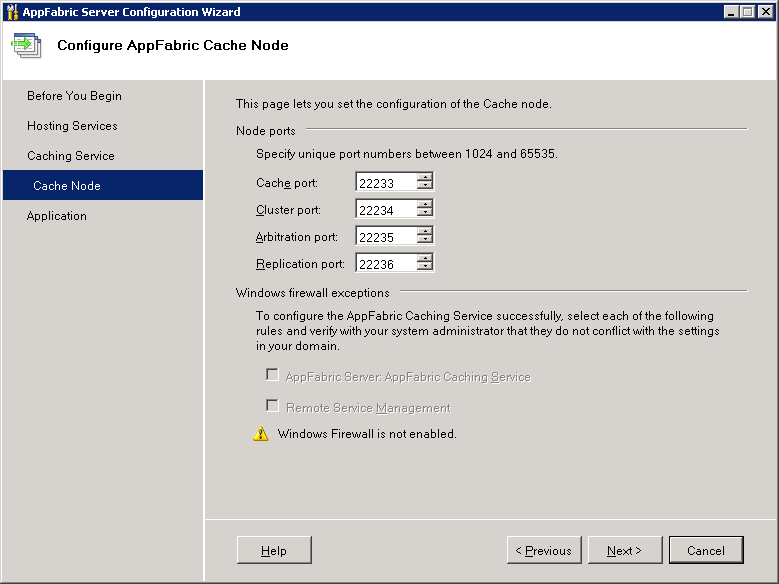 AppFabric Server Configuration Wizard
Configure AppFabric Cache Node
Before You Begin
Hosting Services
Caching Service
Cache Node
Application
This page lets you set the configuration of the Cache node.
Node ports
Specify unique port numbers between 1024 and 65535.
Cache port: 22233
Cluster port: 22234
Arbitration port: 22235
Replication port: 22236
Windows firewall exceptions
To configure the AppFabric Caching Service successfully, select each of the following
rules and verify with your system administrator that they do not conflict with the settings
in your domain.
AppFabric Server: AppFabric Caching Service
Remote Service Management
Windows Firewall is not enabled.
Help
< Previous
Next >
Cancel